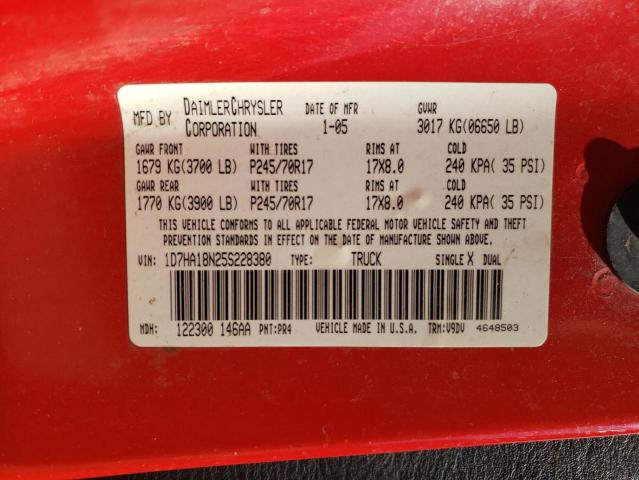 MFD BY DAIMLERCHRYSLER CORPORATION DATE OF MFR 1-05 GVWR 3017 KG(06650 LB)
GAWR FRONT WITH TIRES RIMS AT COLD
1679 KG(3700 LB) P245/70R17 17X8.0 240 KPA( 35 PSI)
GAWR REAR WITH TIRES RIMS AT COLD
1770 KG(3900 LB) P245/70R17 17X8.0 240 KPA( 35 PSI)
THIS VEHICLE CONFORMS TO ALL APPLICABLE FEDERAL MOTOR VEHICLE SAFETY AND THEFT
PREVENTION STANDARDS IN EFFECT ON THE DATE OF MANUFACTURE SHOWN ABOVE.
VIN: 1D7HA18N25S228380 TYPE: TRUCK SINGLE X DUAL
MDH: 122300 146AA PNT:PR4 VEHICLE MADE IN U.S.A. TRM:V9DV 4648503